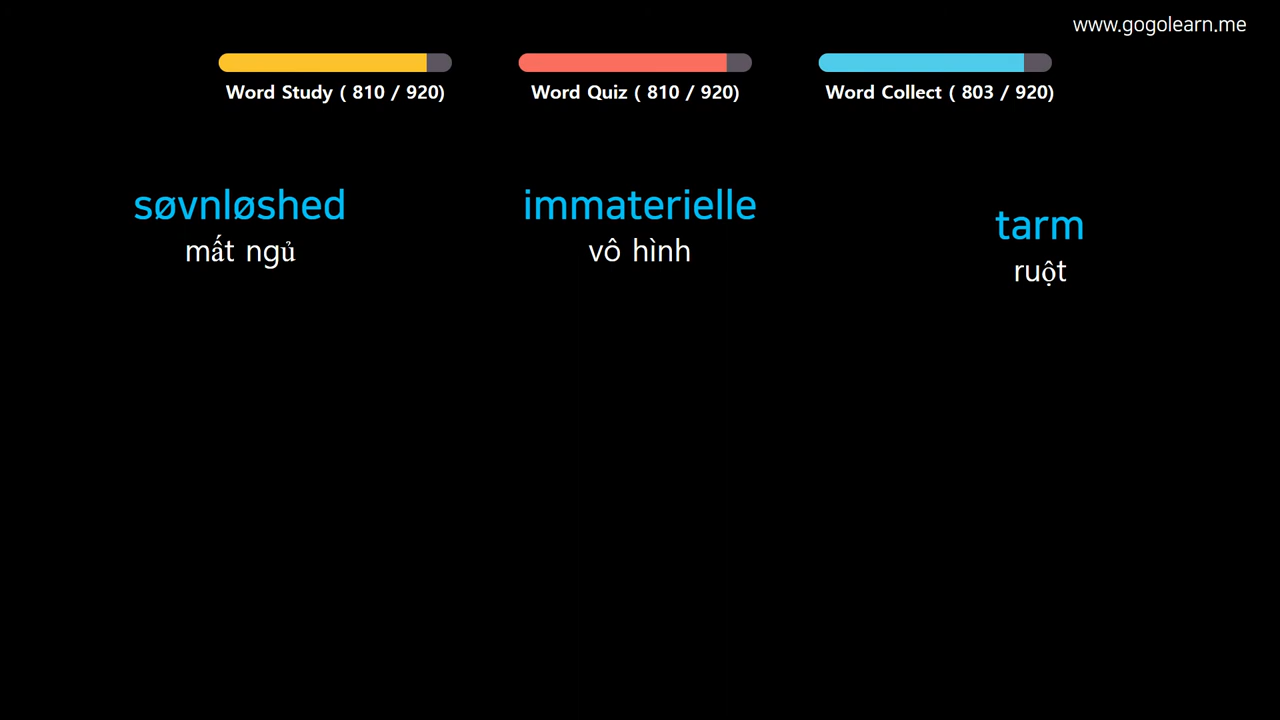 www.gogolearn.me
Word Study ( 810 / 920)
Word Quiz ( 810 / 920)
Word Collect ( 803 / 920)
søvnløshed
mất ngủ
immaterielle
vô hình
tarm
ruột